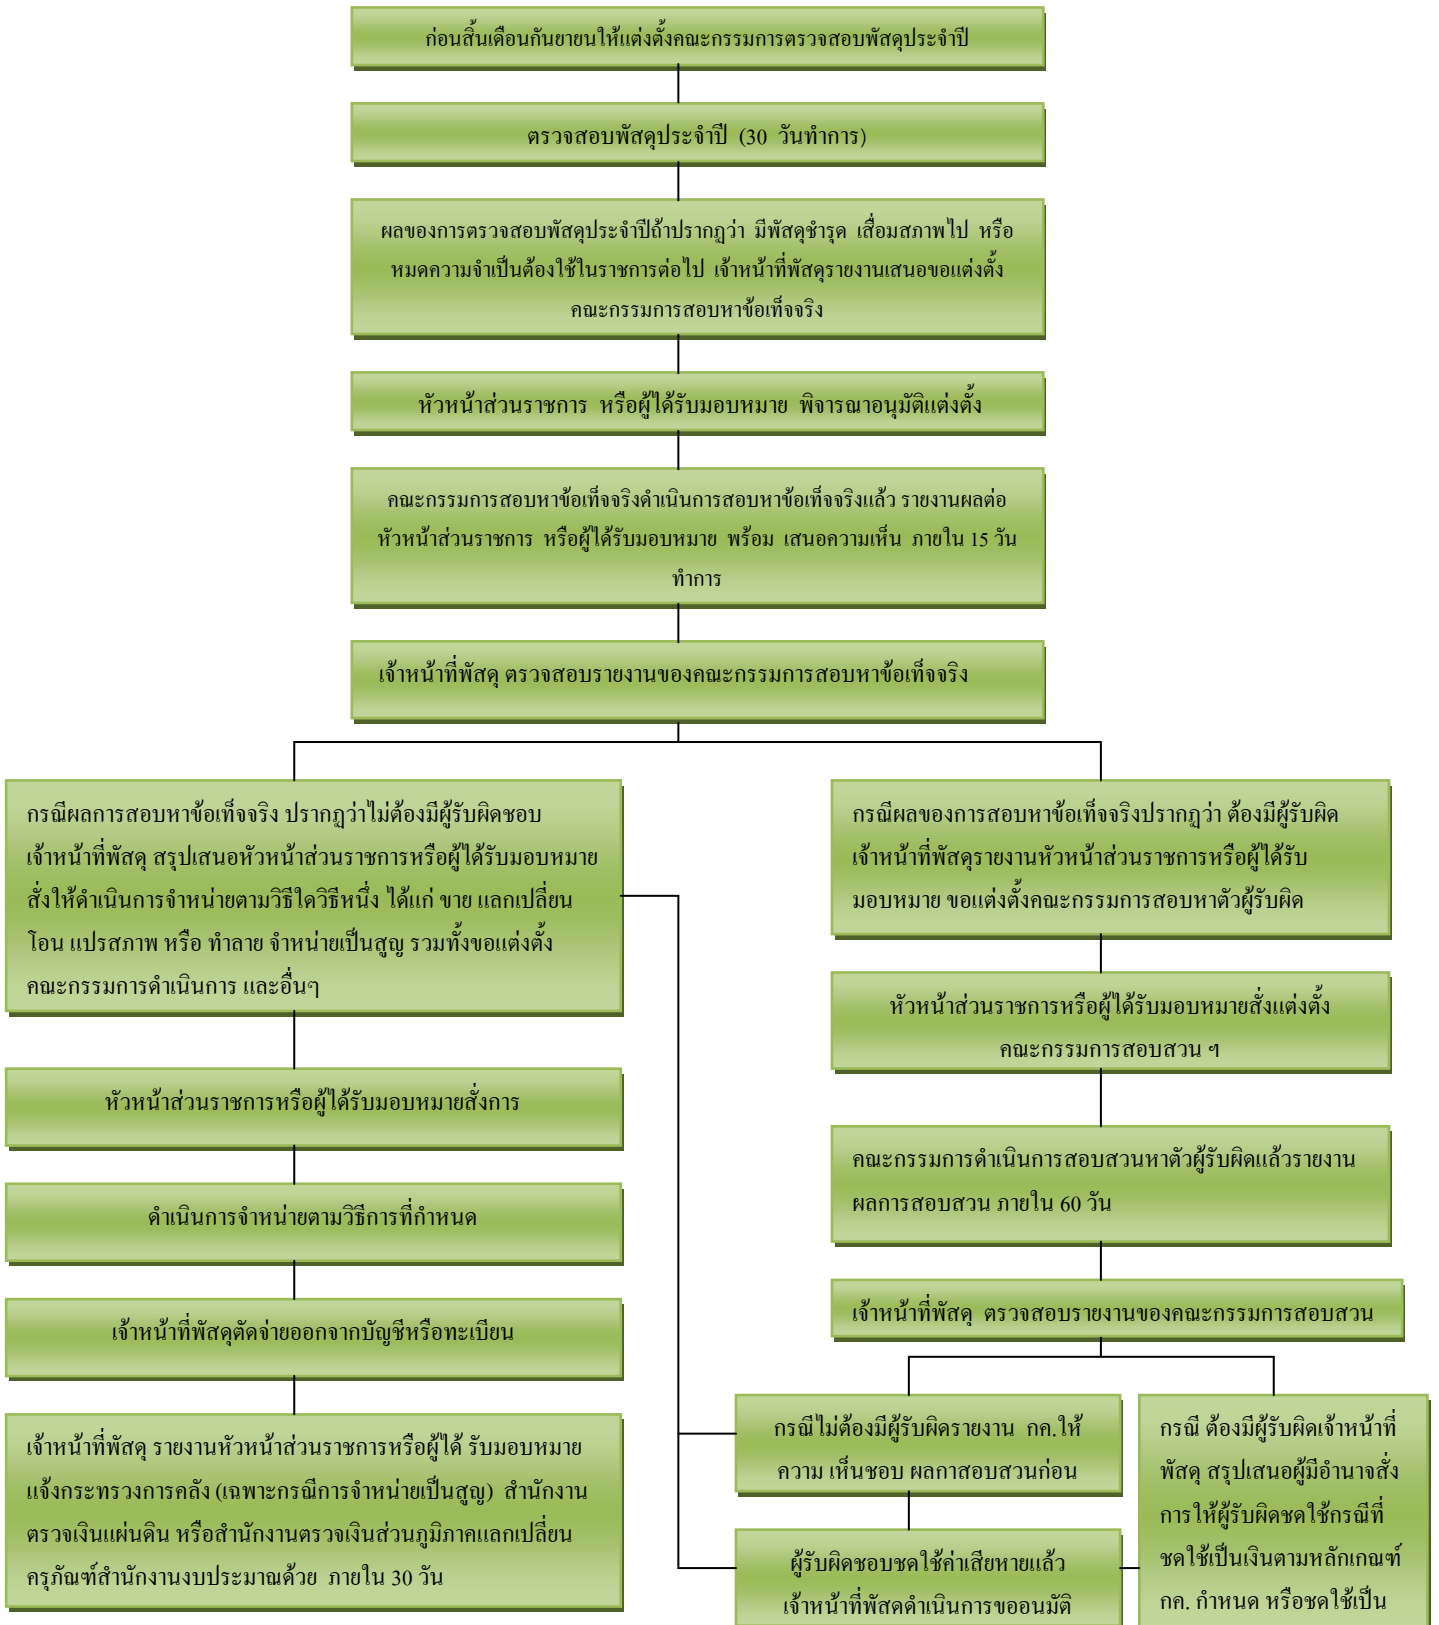 ก่อนสิ้นเดือนกันยายนให้แต่งตั้งคณะกรรมการตรวจสอบพัสดุประจำปี
ตรวจสอบพัสดุประจำปี (30 วันทำการ)
ผลของการตรวจสอบพัสดุประจำปีถ้าปรากฏว่า มีพัสดุชำรุด เสื่อมสภาพไป หรือ
หมดความจำเป็นต้องใช้ในราชการต่อไป เจ้าหน้าที่พัสดุรายงานเสนอขอแต่งตั้ง
คณะกรรมการสอบหาข้อเท็จจริง
หัวหน้าส่วนราชการ หรือผู้ได้รับมอบหมาย พิจารณาอนุมัติแต่งตั้ง
คณะกรรมการสอบหาข้อเท็จจริงดำเนินการสอบหาข้อเท็จจริงแล้ว รายงานผลต่อ
หัวหน้าส่วนราชการ หรือผู้ได้รับมอบหมาย พร้อม เสนอความเห็น ภายใน 15 วัน
ทำการ
เจ้าหน้าที่พัสดุ ตรวจสอบรายงานของคณะกรรมการสอบหาข้อเท็จจริง
กรณีผลการสอบหาข้อเท็จจริง ปรากฏว่าไม่ต้องมีผู้รับผิดชอบ
เจ้าหน้าที่พัสดุ สรุปเสนอหัวหน้าส่วนราชการหรือผู้ได้รับมอบหมาย
สั่งให้ดำเนินการจำหน่ายตามวิธีใดวิธีหนึ่ง ได้แก่ ขาย แลกเปลี่ยน
โอน แปรสภาพ หรือ ทำลาย จำหน่ายเป็นสูญ รวมทั้งขอแต่งตั้ง
คณะกรรมการดำเนินการ และอื่นๆ
หัวหน้าส่วนราชการหรือผู้ได้รับมอบหมายสั่งการ
ดำเนินการจำหน่ายตามวิธีการที่กำหนด
เจ้าหน้าที่พัสดุตัดจ่ายออกจากบัญชีหรือทะเบียน
เจ้าหน้าที่พัสดุ รายงานหัวหน้าส่วนราชการหรือผู้ได้ รับมอบหมาย
แจ้งกระทรวงการคลัง (เฉพาะกรณีการจำหน่ายเป็นสูญ) สำนักงาน
ตรวจเงินแผ่นดิน หรือสำนักงานตรวจเงินส่วนภูมิภาคแลกเปลี่ยน
ครุภัณฑ์สำนักงานงบประมาณด้วย ภายใน 30 วัน
กรณีผลของการสอบหาข้อเท็จจริงปรากฏว่า ต้องมีผู้รับผิด
เจ้าหน้าที่พัสดุรายงานหัวหน้าส่วนราชการหรือผู้ได้รับ
มอบหมาย ขอแต่งตั้งคณะกรรมการสอบหาตัวผู้รับผิด
หัวหน้าส่วนราชการหรือผู้ได้รับมอบหมายสั่งแต่งตั้ง
คณะกรรมการสอบสวน ฯ
คณะกรรมการดำเนินการสอบสวนหาตัวผู้รับผิดแล้วรายงาน
ผลการสอบสวน ภายใน 60 วัน
เจ้าหน้าที่พัสดุ ตรวจสอบรายงานของคณะกรรมการสอบสวน
กรณีไม่ต้องมีผู้รับผิดรายงาน กค.ให้
ความ เห็นชอบ ผลกาสอบสวนก่อน
ผู้รับผิดชอบชดใช้ค่าเสียหายแล้ว
เจ้าหน้าที่พัสดุดำเนินการขออนุมัติ
กรณี ต้องมีผู้รับผิดเจ้าหน้าที่
พัสดุ สรุปเสนอผู้มีอำนาจสั่ง
การให้ผู้รับผิดชดใช้กรณีที่
ชดใช้เป็นเงินตามหลักเกณฑ์
กค. กำหนด หรือชดใช้เป็น